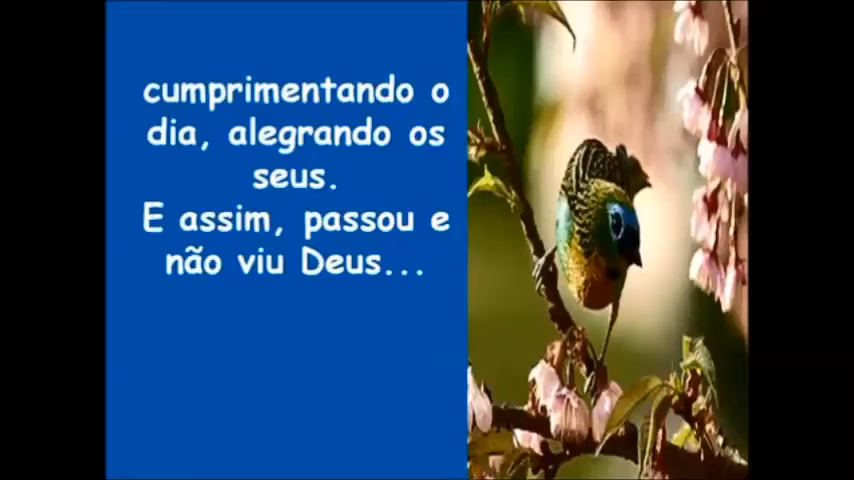 cumprimentando o
dia, alegrando os
seus.
E assim, passou e
não viu Deus...